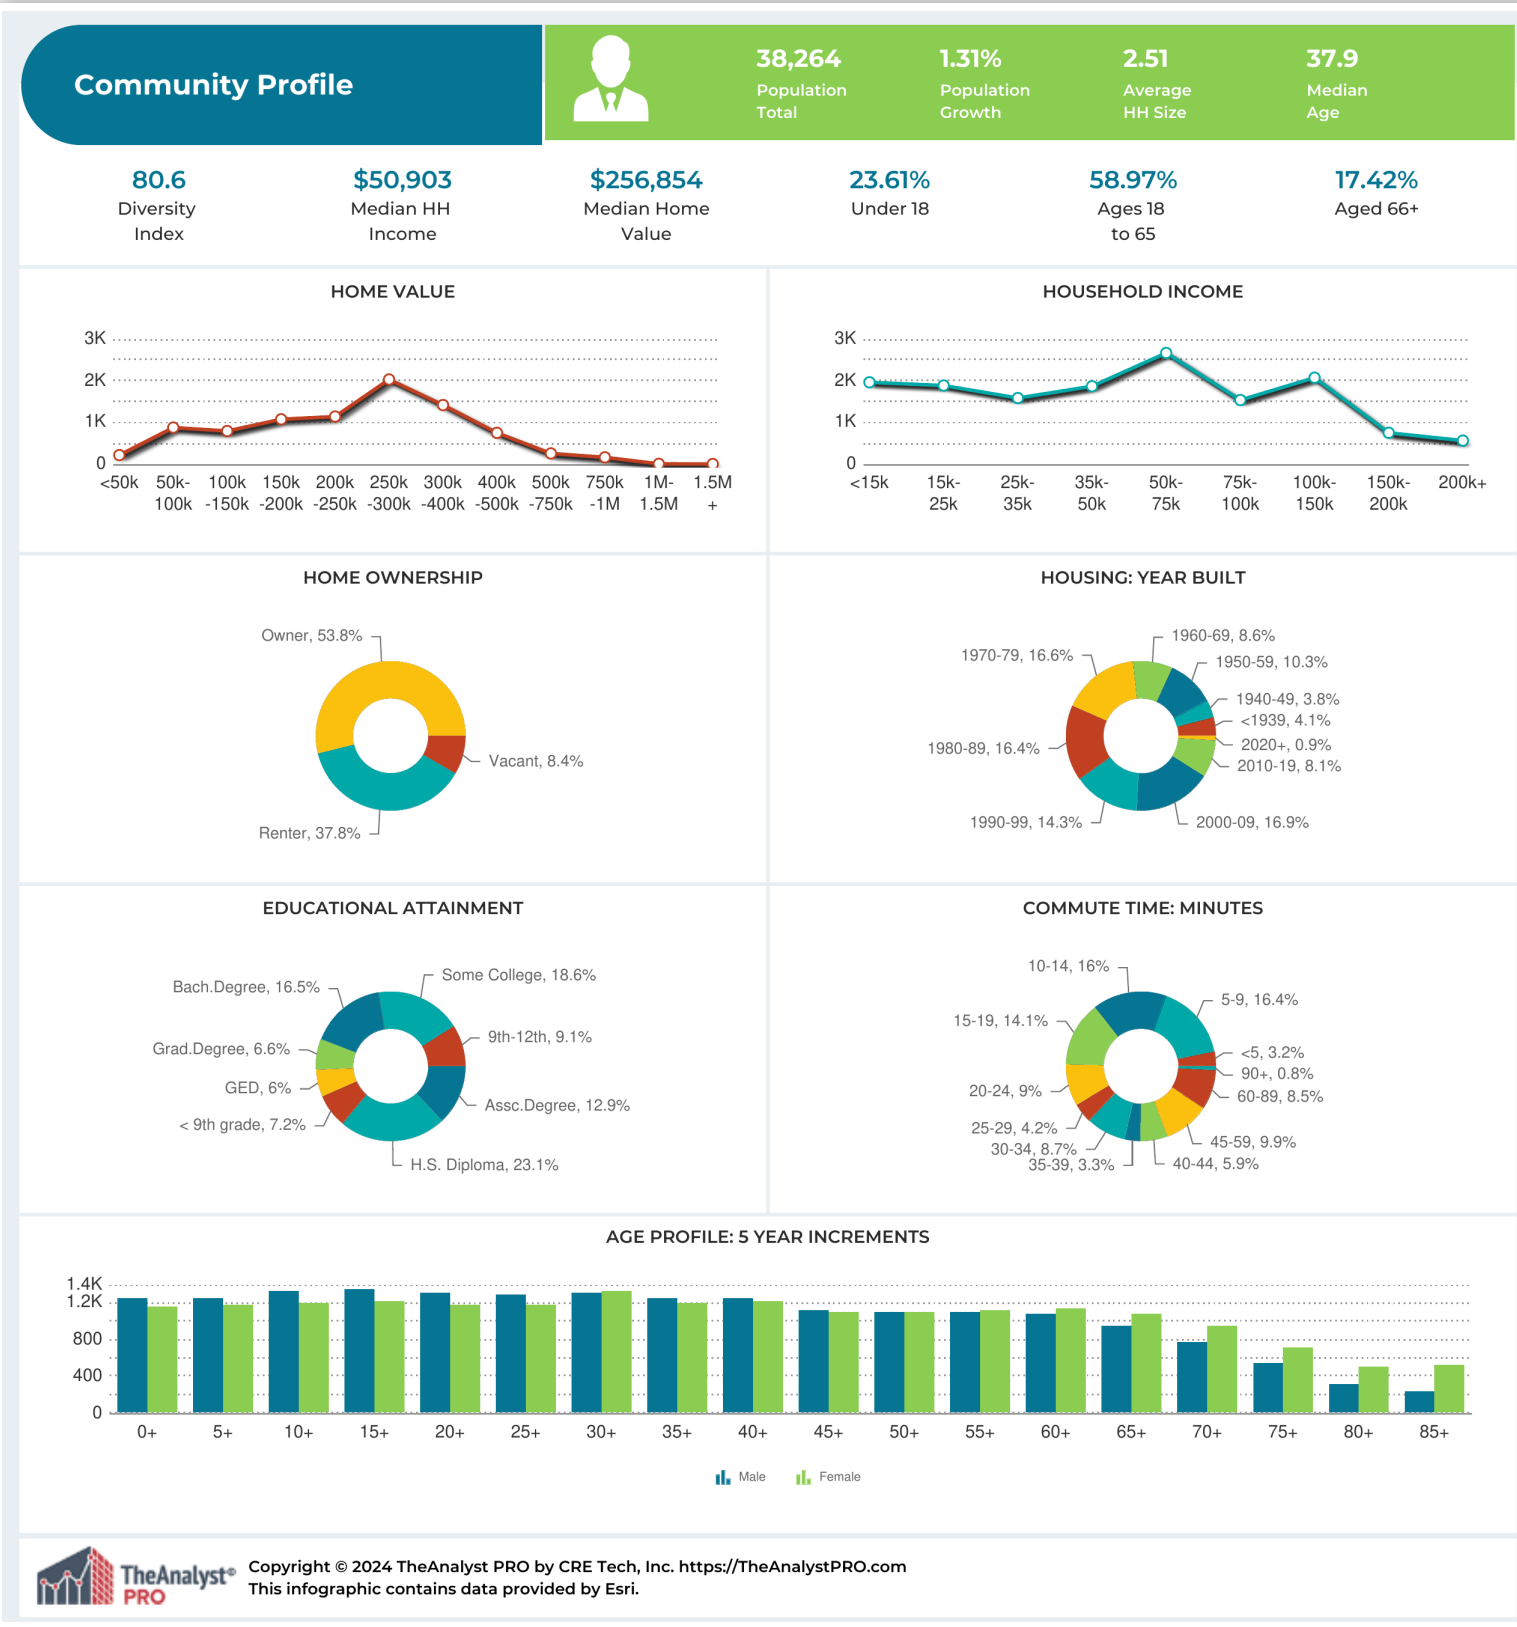 Community Profile
38,264
Population
Total
1.31%
Population
Growth
2.51
Average
HH Size
37.9
Median
Age
80.6
Diversity
Index
$50,903
Median HH
Income
$256,854
Median Home
Value
23.61%
Under 18
58.97%
Ages 18
to 65
17.42%
Aged 66+
HOME VALUE
3K
2K
1K
0
<50k 50k- 100k 150k 200k 250k 300k 400k 500k 750k 1M- 1.5M
100k -150k -200k -250k -300k -400k -500k -750k -1M 1.5M +
HOUSEHOLD INCOME
3K
2K
1K
0
<15k 15k- 25k- 35k- 50k- 75k- 100k- 150k- 200k+
25k 35k 50k 75k 100k 150k 200k
HOME OWNERSHIP
Owner, 53.8%
Vacant, 8.4%
Renter, 37.8%
HOUSING: YEAR BUILT
1960-69, 8.6%
1970-79, 16.6%
1950-59, 10.3%
1940-49, 3.8%
<1939, 4.1%
1980-89, 16.4%
2020+, 0.9%
2010-19, 8.1%
1990-99, 14.3%
2000-09, 16.9%
EDUCATIONAL ATTAINMENT
Some College, 18.6%
Bach.Degree, 16.5%
9th-12th, 9.1%
Grad.Degree, 6.6%
GED, 6%
Assc.Degree, 12.9%
< 9th grade, 7.2%
H.S. Diploma, 23.1%
COMMUTE TIME: MINUTES
10-14, 16%
5-9, 16.4%
15-19, 14.1%
<5, 3.2%
90+, 0.8%
20-24, 9%
60-89, 8.5%
25-29, 4.2%
45-59, 9.9%
30-34, 8.7%
35-39, 3.3%
40-44, 5.9%
AGE PROFILE: 5 YEAR INCREMENTS
1.4K
1.2K
800
400
0
0+ 5+ 10+ 15+ 20+ 25+ 30+ 35+ 40+ 45+ 50+ 55+ 60+ 65+ 70+ 75+ 80+ 85+
Male Female
TheAnalyst©
PRO
Copyright © 2024 TheAnalyst PRO by CRE Tech, Inc. https://TheAnalystPRO.com
This infographic contains data provided by Esri.